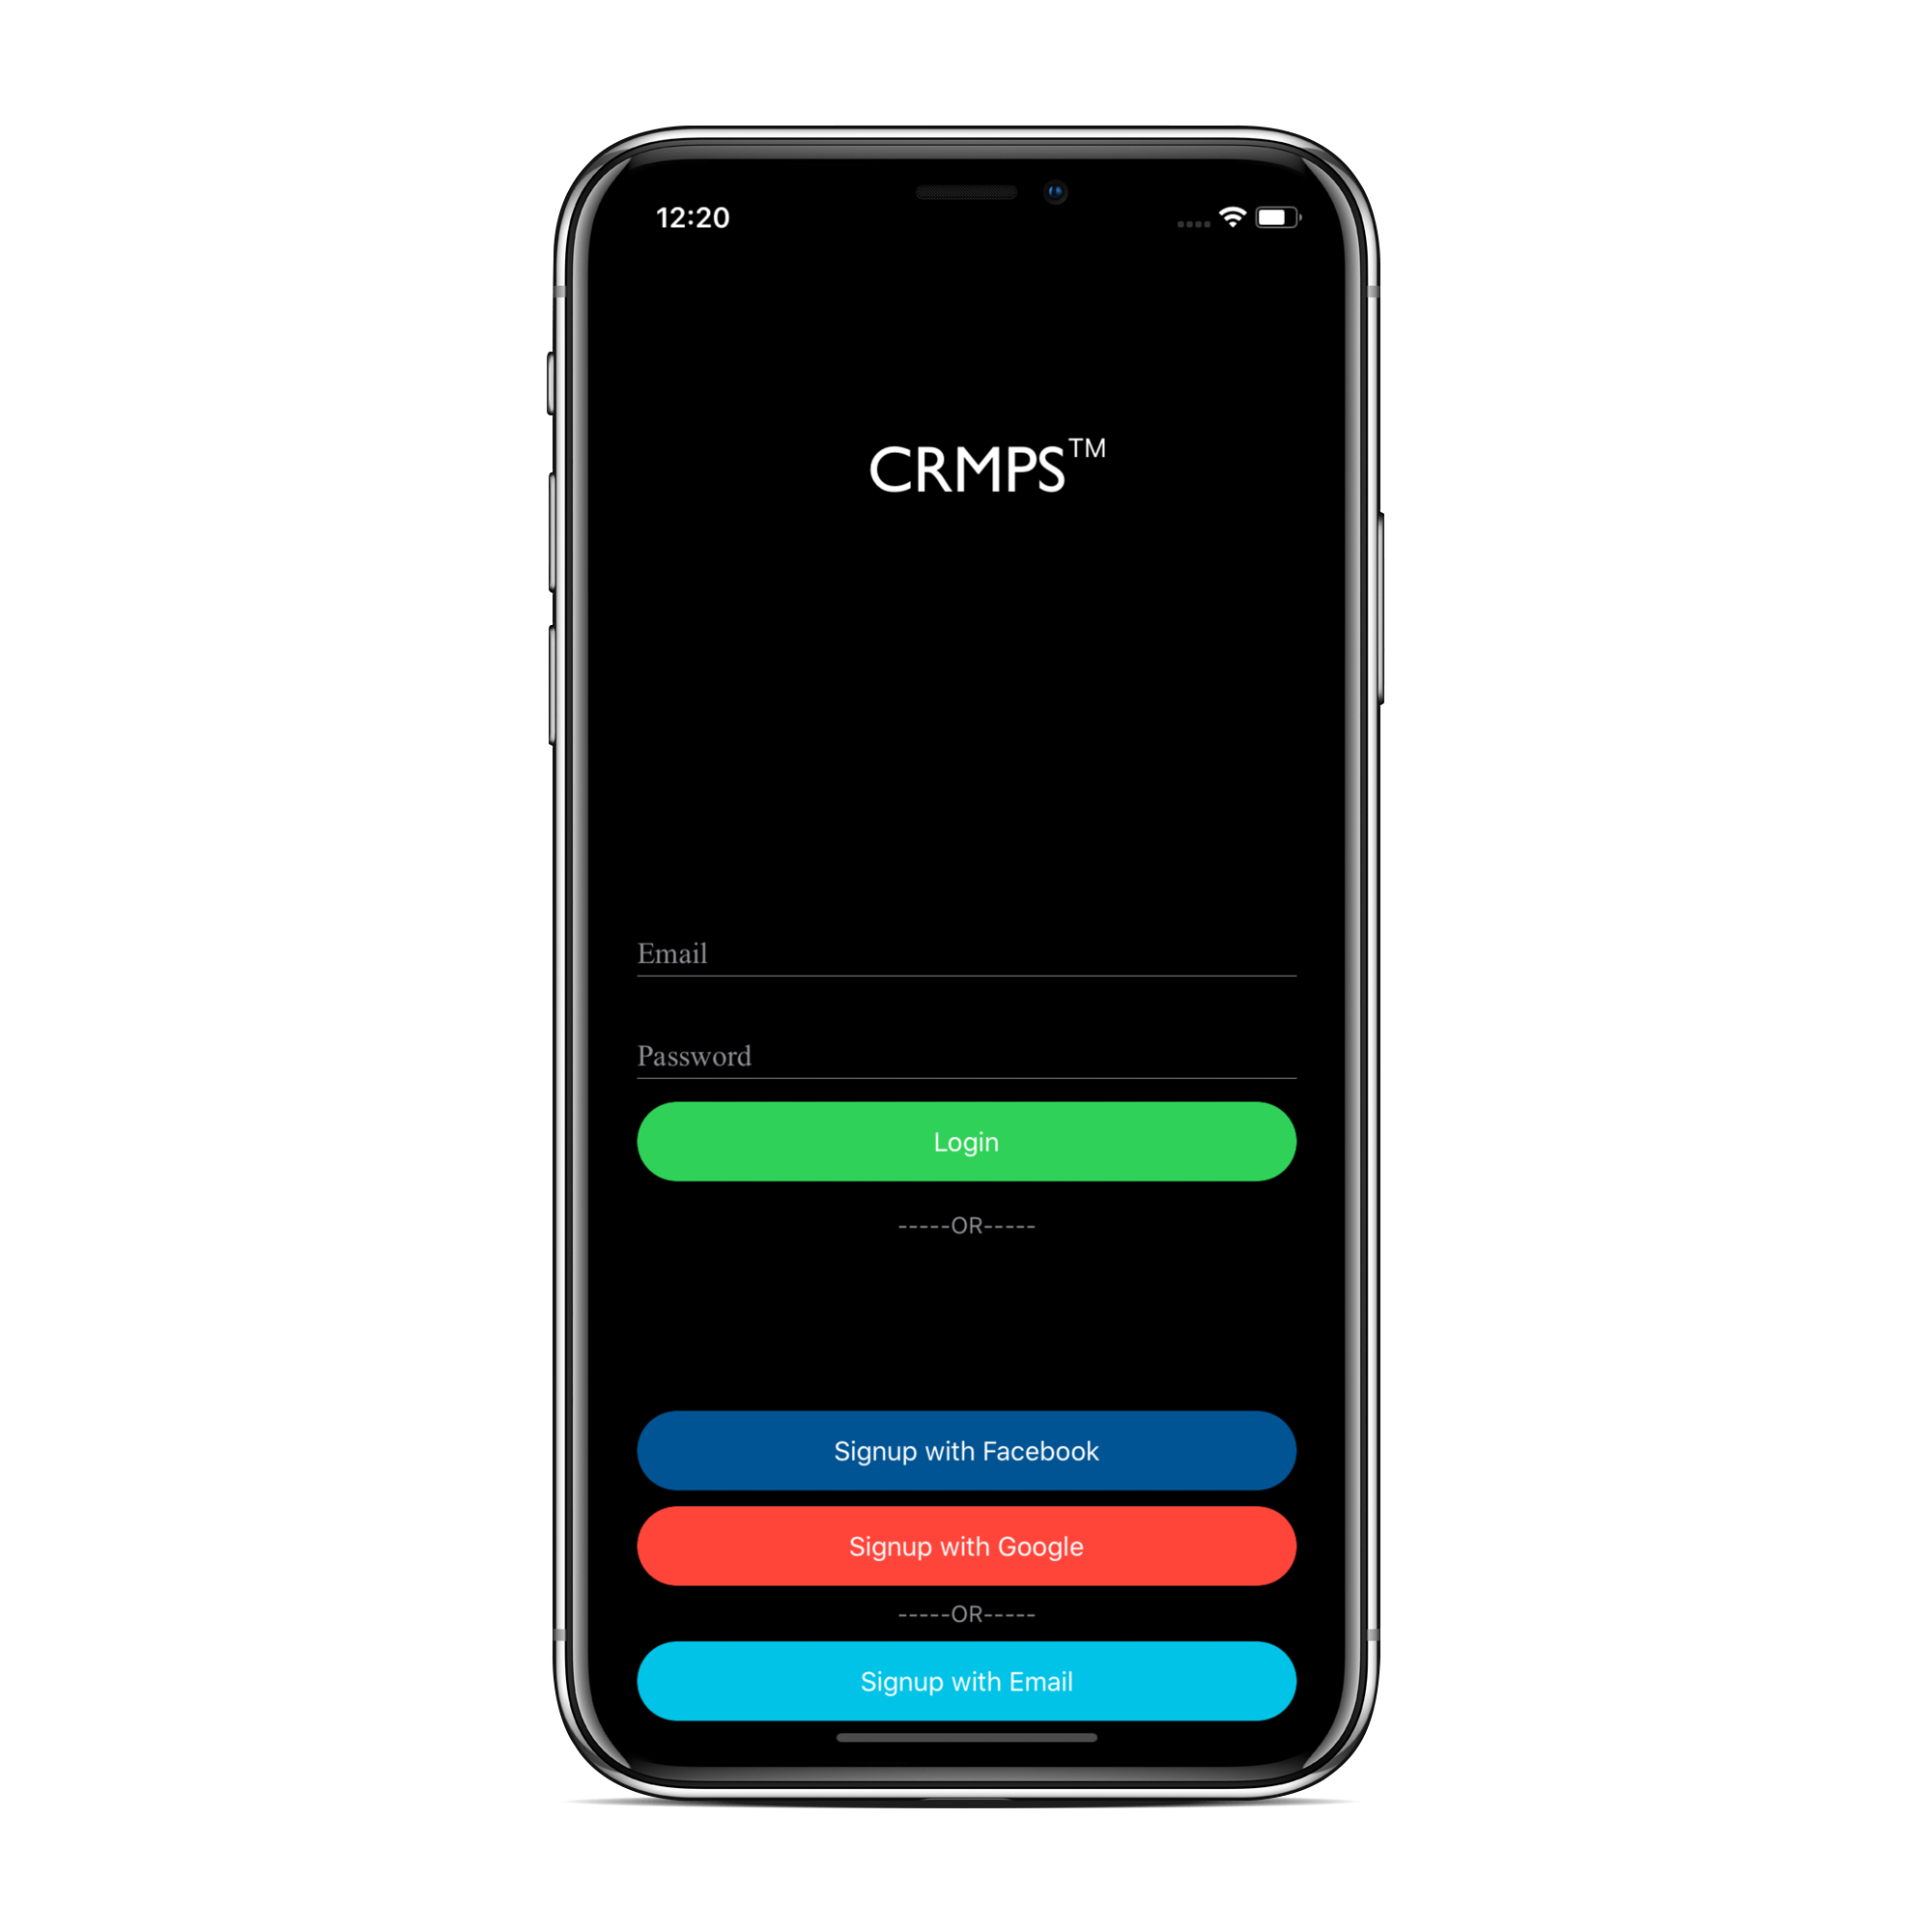 12:20
CRMPS™
Email
Password
Login
-----OR-----
Signup with Facebook
Signup with Google
-----OR-----
Signup with Email